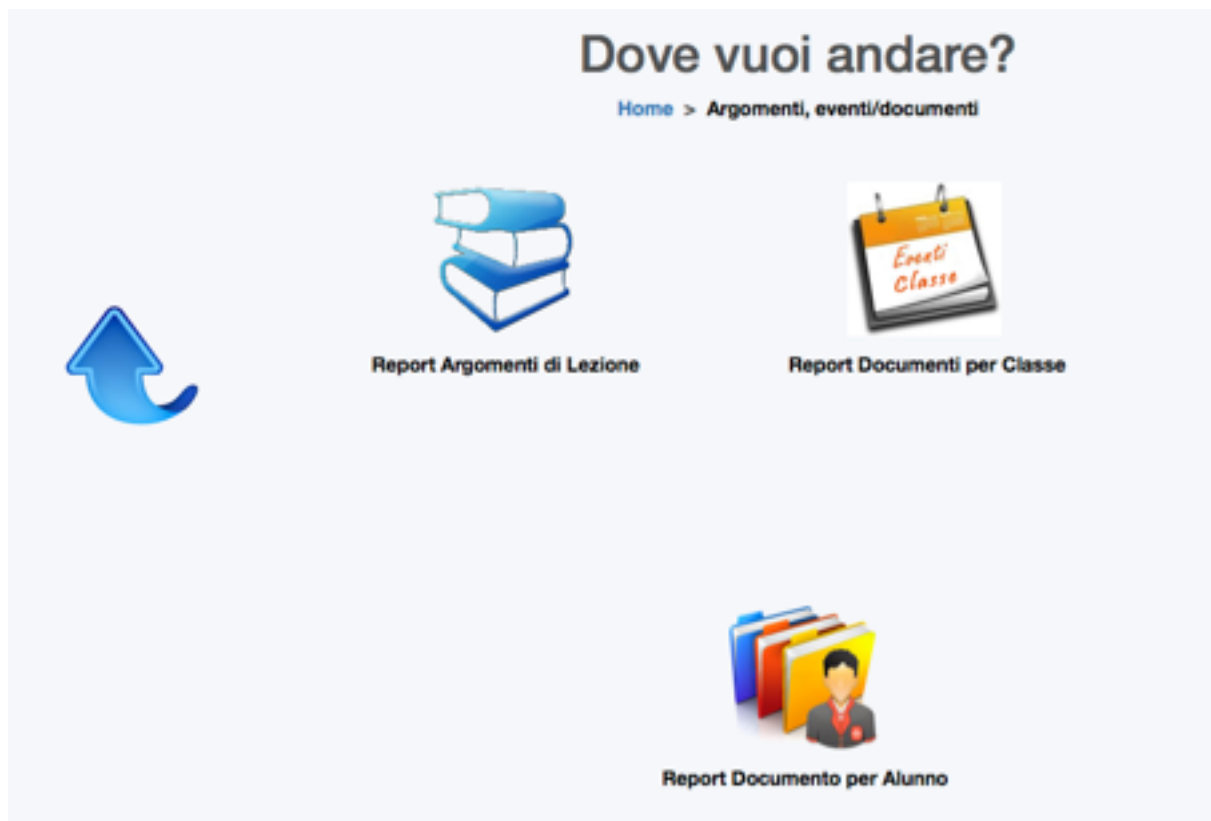 Dove vuoi andare?
Home > Argomenti, eventi/documenti
Eventi
Classe
Report Argomenti di Lezione
Report Documenti per Classe
Report Documento per Alunno